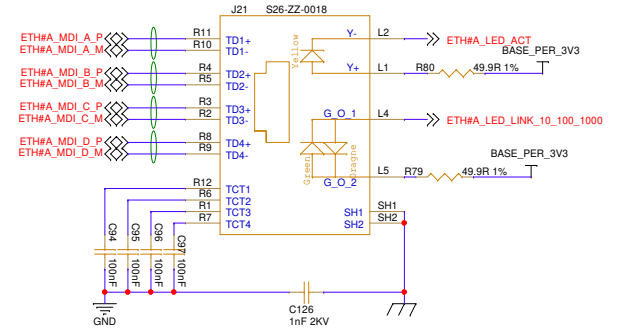 J21 S26-ZZ-0018
ETH#A_MDI_A_P R11 TD1+ Y- L2 ETH#A_LED_ACT
ETH#A_MDI_A_M R10 TD1-
Yellow
BASE_PER_3V3
ETH#A_MDI_B_P R4 TD2+ Y+ L1 R80 49.9R 1%
ETH#A_MDI_B_M R5 TD2-
ETH#A_MDI_C_P R3 TD3+ G_O_1 L4 ETH#A_LED_LINK_10_100_1000
ETH#A_MDI_C_M R2 TD3-
ETH#A_MDI_D_P R8 TD4+
ETH#A_MDI_D_M R9 TD4-
Green Oragne
BASE_PER_3V3
G_O_2 L5 R79 49.9R 1%
R12 TCT1
R6 TCT2
R1 TCT3 SH1 SH1
R7 TCT4 SH2 SH2
C94 100nF
C95 100nF
C96 100nF
C97 100nF
GND
C126
1nF 2KV